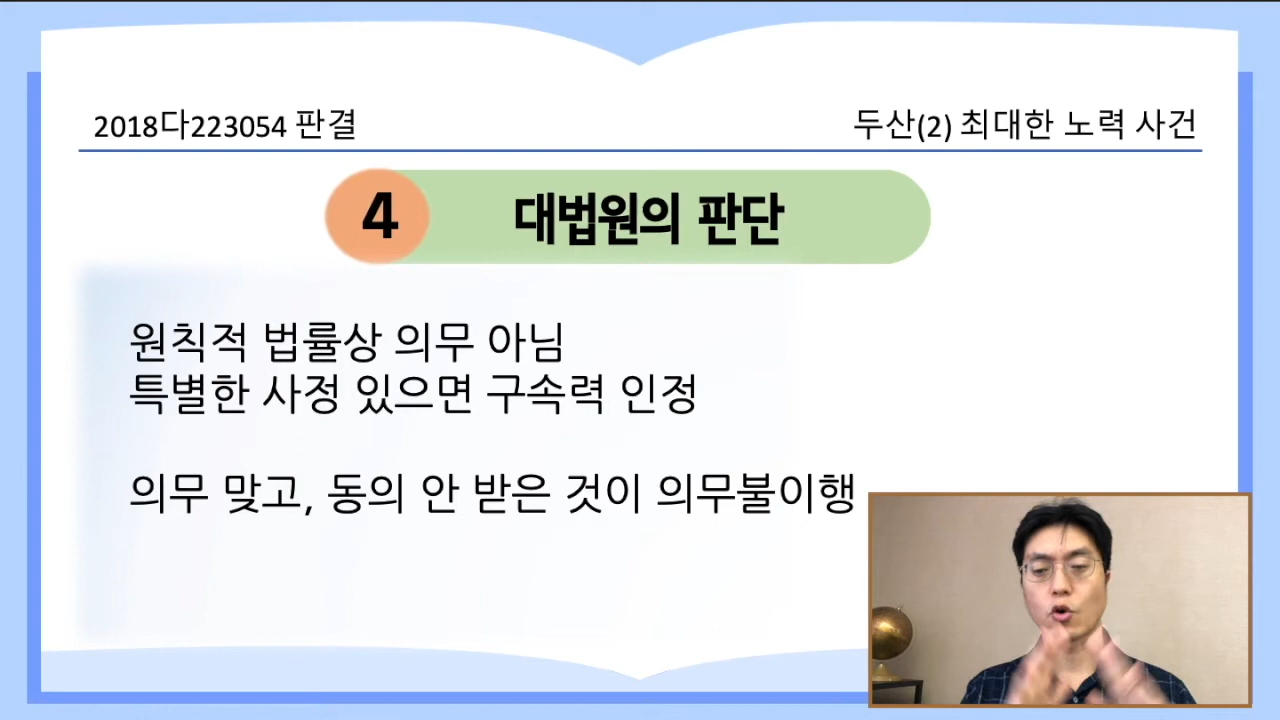 2018다223054 판결
두산(2) 최대한 노력 사건
4 대법원의 판단
원칙적 법률상 의무 아님
특별한 사정 있으면 구속력 인정
의무 맞고, 동의 안 받은 것이 의무불이행